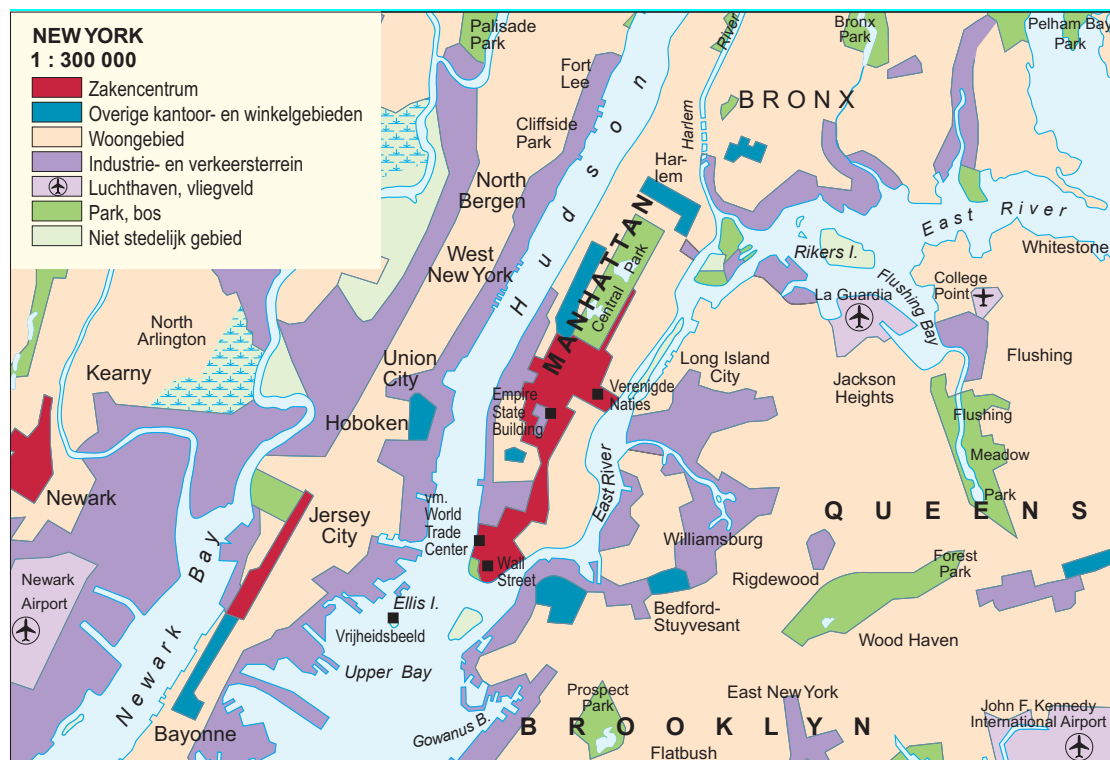 NEW YORK
1 : 300 000
Zakencentrum
Overige kantoor- en winkelgebieden
Woongebied
Industrie- en verkeersterrein
Luchthaven, vliegveld
Park, bos
Niet stedelijk gebied
Palisade
Park
Fort
Lee
Cliffside
Park
North
Bergen
West
New York
Union
City
Hoboken
North
Arlington
Kearny
Newark
Jersey
City
Newark
Airport
Newark Bay
Bayonne
Hudson
MANHATTAN
Central Park
Har-
lem
Harlem River
BRONX
Bronx
Park
Pelham Bay
Park
East River
Whitestone
Rikers I.
Flushing Bay
College
Point
La Guardia
Flushing
Jackson
Heights
Flushing
Meadow
Park
Long Island
City
Verenigde
Naties
Empire
State
Building
East River
vm.
World
Trade
Center
Wall
Street
Ellis I.
Vrijheidsbeeld
Upper Bay
Gowanus B.
Williamsburg
Bedford-
Stuyvesant
Rigdewood
QUEENS
Forest
Park
Wood Haven
Prospect
Park
East New York
BROOKLYN
Flatbush
John F. Kennedy
International Airport